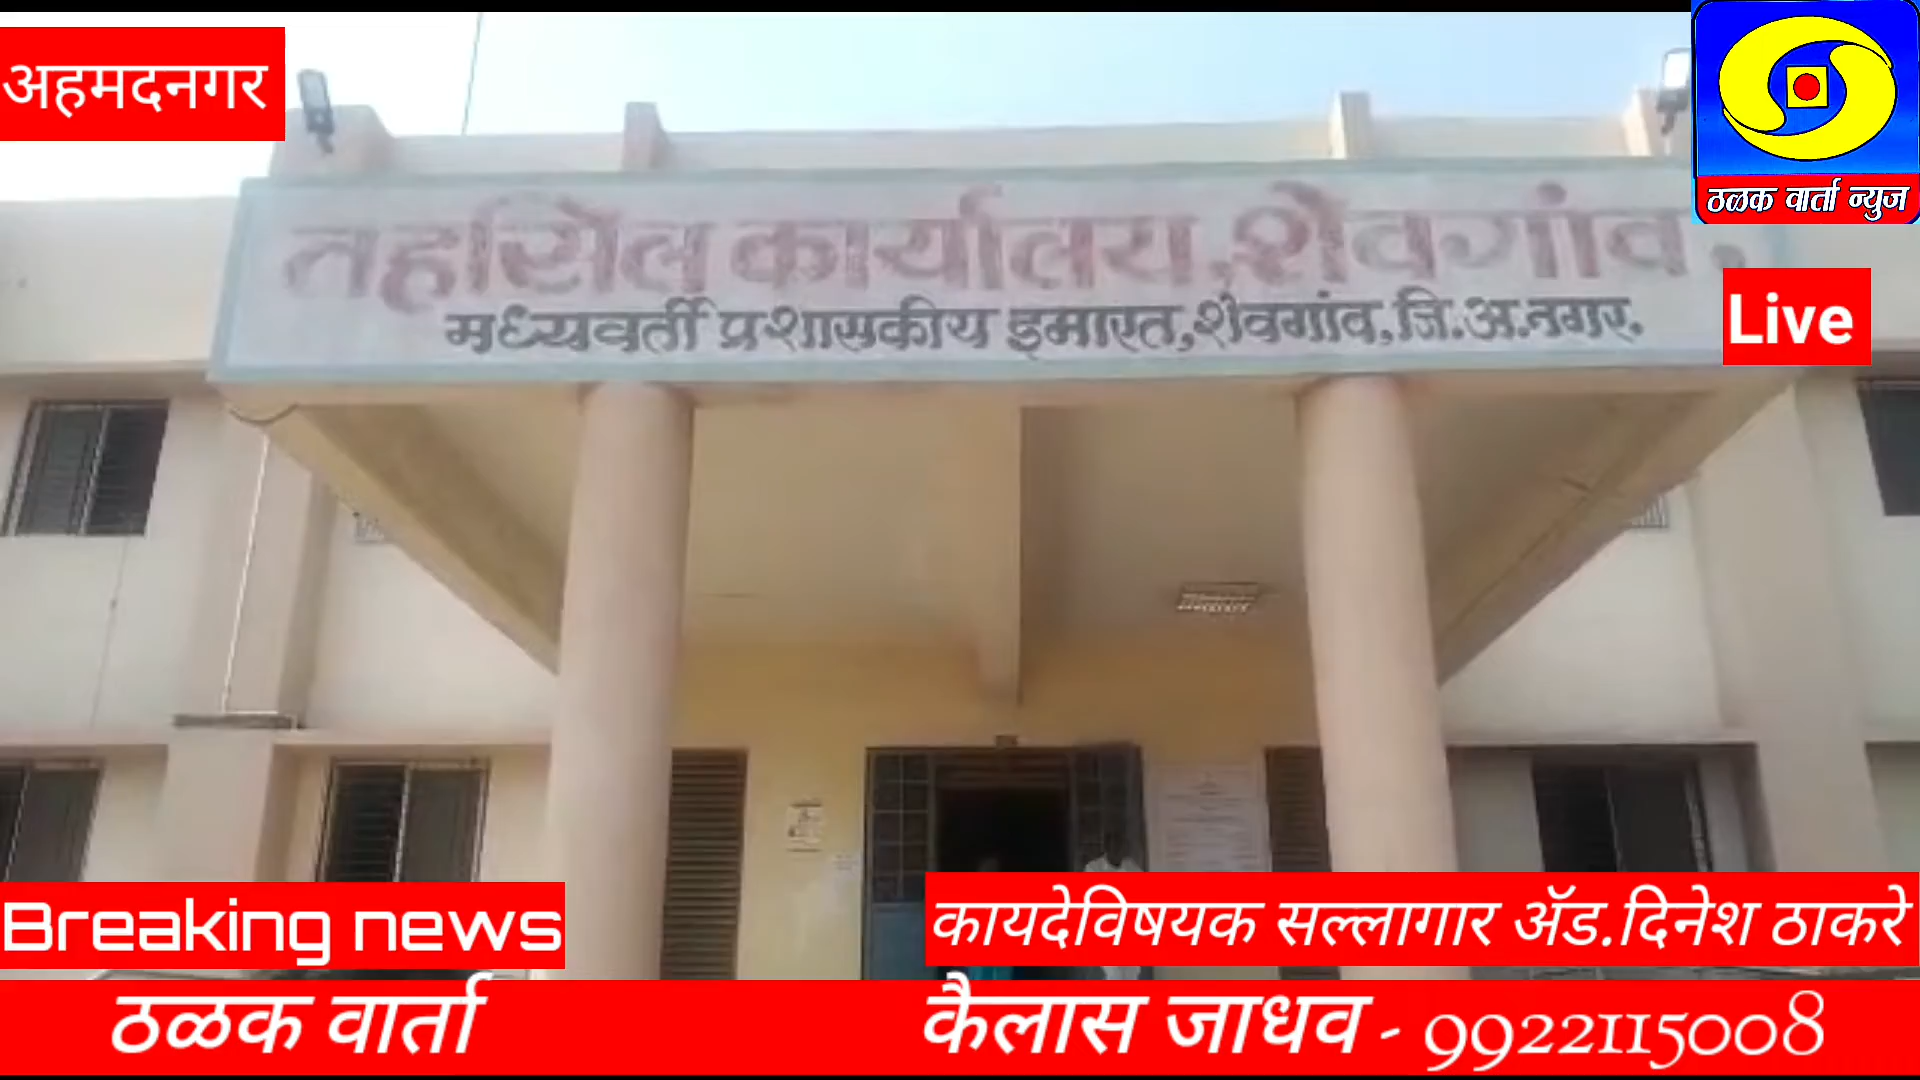 अहमदनगर
ठळक वार्ता न्युज
तहसिल कार्यालय, शेवगांव.
मध्यवर्ती प्रशासकीय इमारत, शेवगांव, जि.अ.नगर.
Live
Breaking news
कायदेविषयक सल्लागार ॲड.दिनेश ठाकरे
ठळक वार्ता
कैलास जाधव - 9922115008